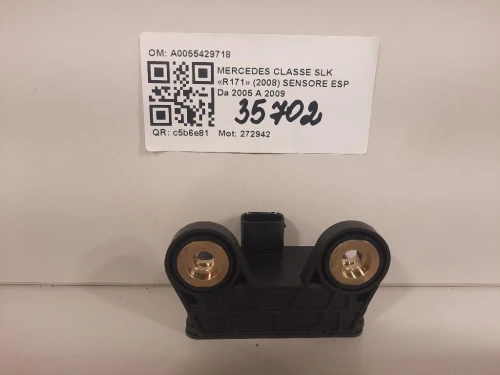 OM: A0055429718
MERCEDES CLASSE SLK
«R171» (2008) SENSORE ESP
Da 2005 A 2009
35702
QR: c5b6e81 Mot: 272942